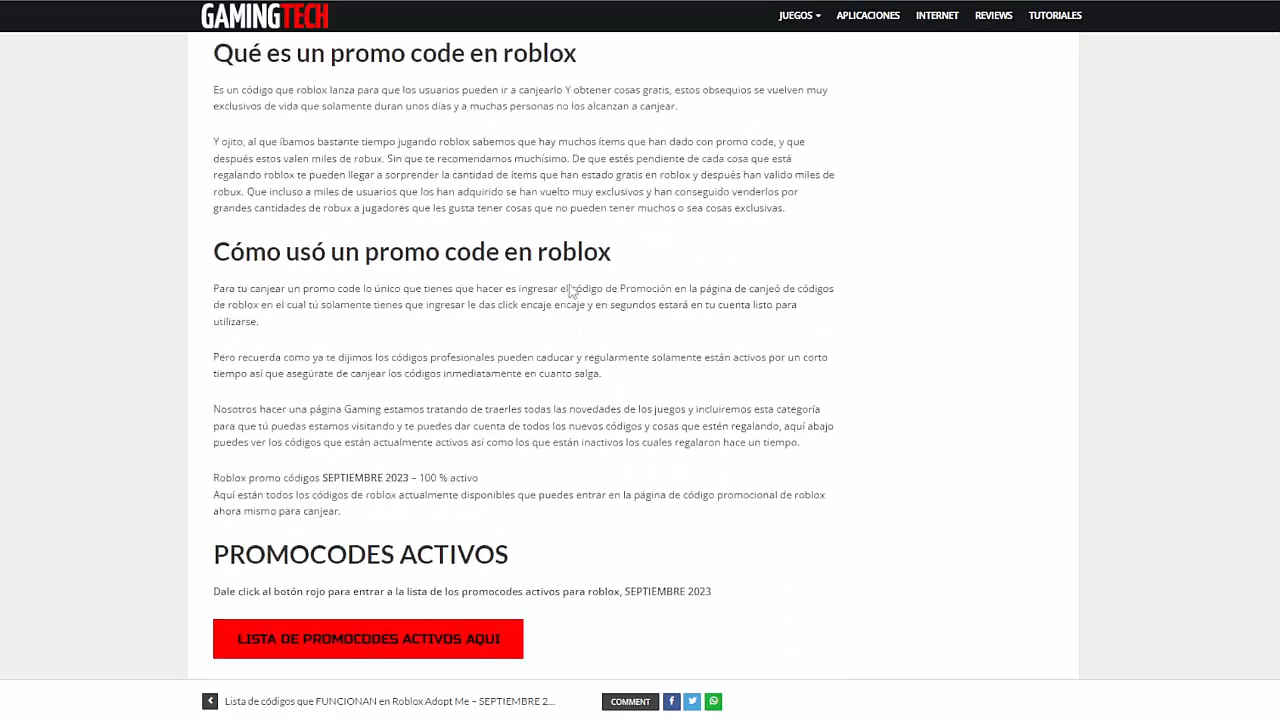 GAMINGTECH
JUEGOS APLICACIONES INTERNET REVIEWS TUTORIALES
Qué es un promo code en roblox
Es un código que roblox lanza para que los usuarios pueden ir a canjearlo Y obtener cosas gratis, estos obsequios se vuelven muy
exclusivos de vida que solamente duran unos días y a muchas personas no los alcanzan a canjear.
Y ojito, al que íbamos bastante tiempo jugando roblox sabemos que hay muchos ítems que han dado con promo code, y que
después estos valen miles de robux. Sin que te recomendamos muchísimo. De que estés pendiente de cada cosa que está
regalando roblox te pueden llegar a sorprender la cantidad de ítems que han estado gratis en roblox y después han valido miles de
robux. Que incluso a miles de usuarios que los han adquirido se han vuelto muy exclusivos y han conseguido venderlos por
grandes cantidades de robux a jugadores que les gusta tener cosas que no pueden tener muchos o sea cosas exclusivas.
Cómo usó un promo code en roblox
Para tu canjear un promo code lo único que tienes que hacer es ingresar el código de Promoción en la página de canjeó de códigos
de roblox en el cual tú solamente tienes que ingresar le das click encaje encaje y en segundos estará en tu cuenta listo para
utilizarse.
Pero recuerda como ya te dijimos los códigos profesionales pueden caducar y regularmente solamente están activos por un corto
tiempo así que asegúrate de canjear los códigos inmediatamente en cuanto salga.
Nosotros hacer una página Gaming estamos tratando de traerles todas las novedades de los juegos y incluiremos esta categoría
para que tú puedas estamos visitando y te puedes dar cuenta de todos los nuevos códigos y cosas que estén regalando, aquí abajo
puedes ver los códigos que están actualmente activos así como los que están inactivos los cuales regalaron hace un tiempo.
Roblox promo códigos SEPTIEMBRE 2023 – 100 % activo
Aquí están todos los códigos de roblox actualmente disponibles que puedes entrar en la página de código promocional de roblox
ahora mismo para canjear.
PROMOCODES ACTIVOS
Dale click al botón rojo para entrar a la lista de los promocodes activos para roblox, SEPTIEMBRE 2023
LISTA DE PROMOCODES ACTIVOS AQUI
Lista de códigos que FUNCIONAN en Roblox Adopt Me – SEPTIEMBRE 2...
COMMENT